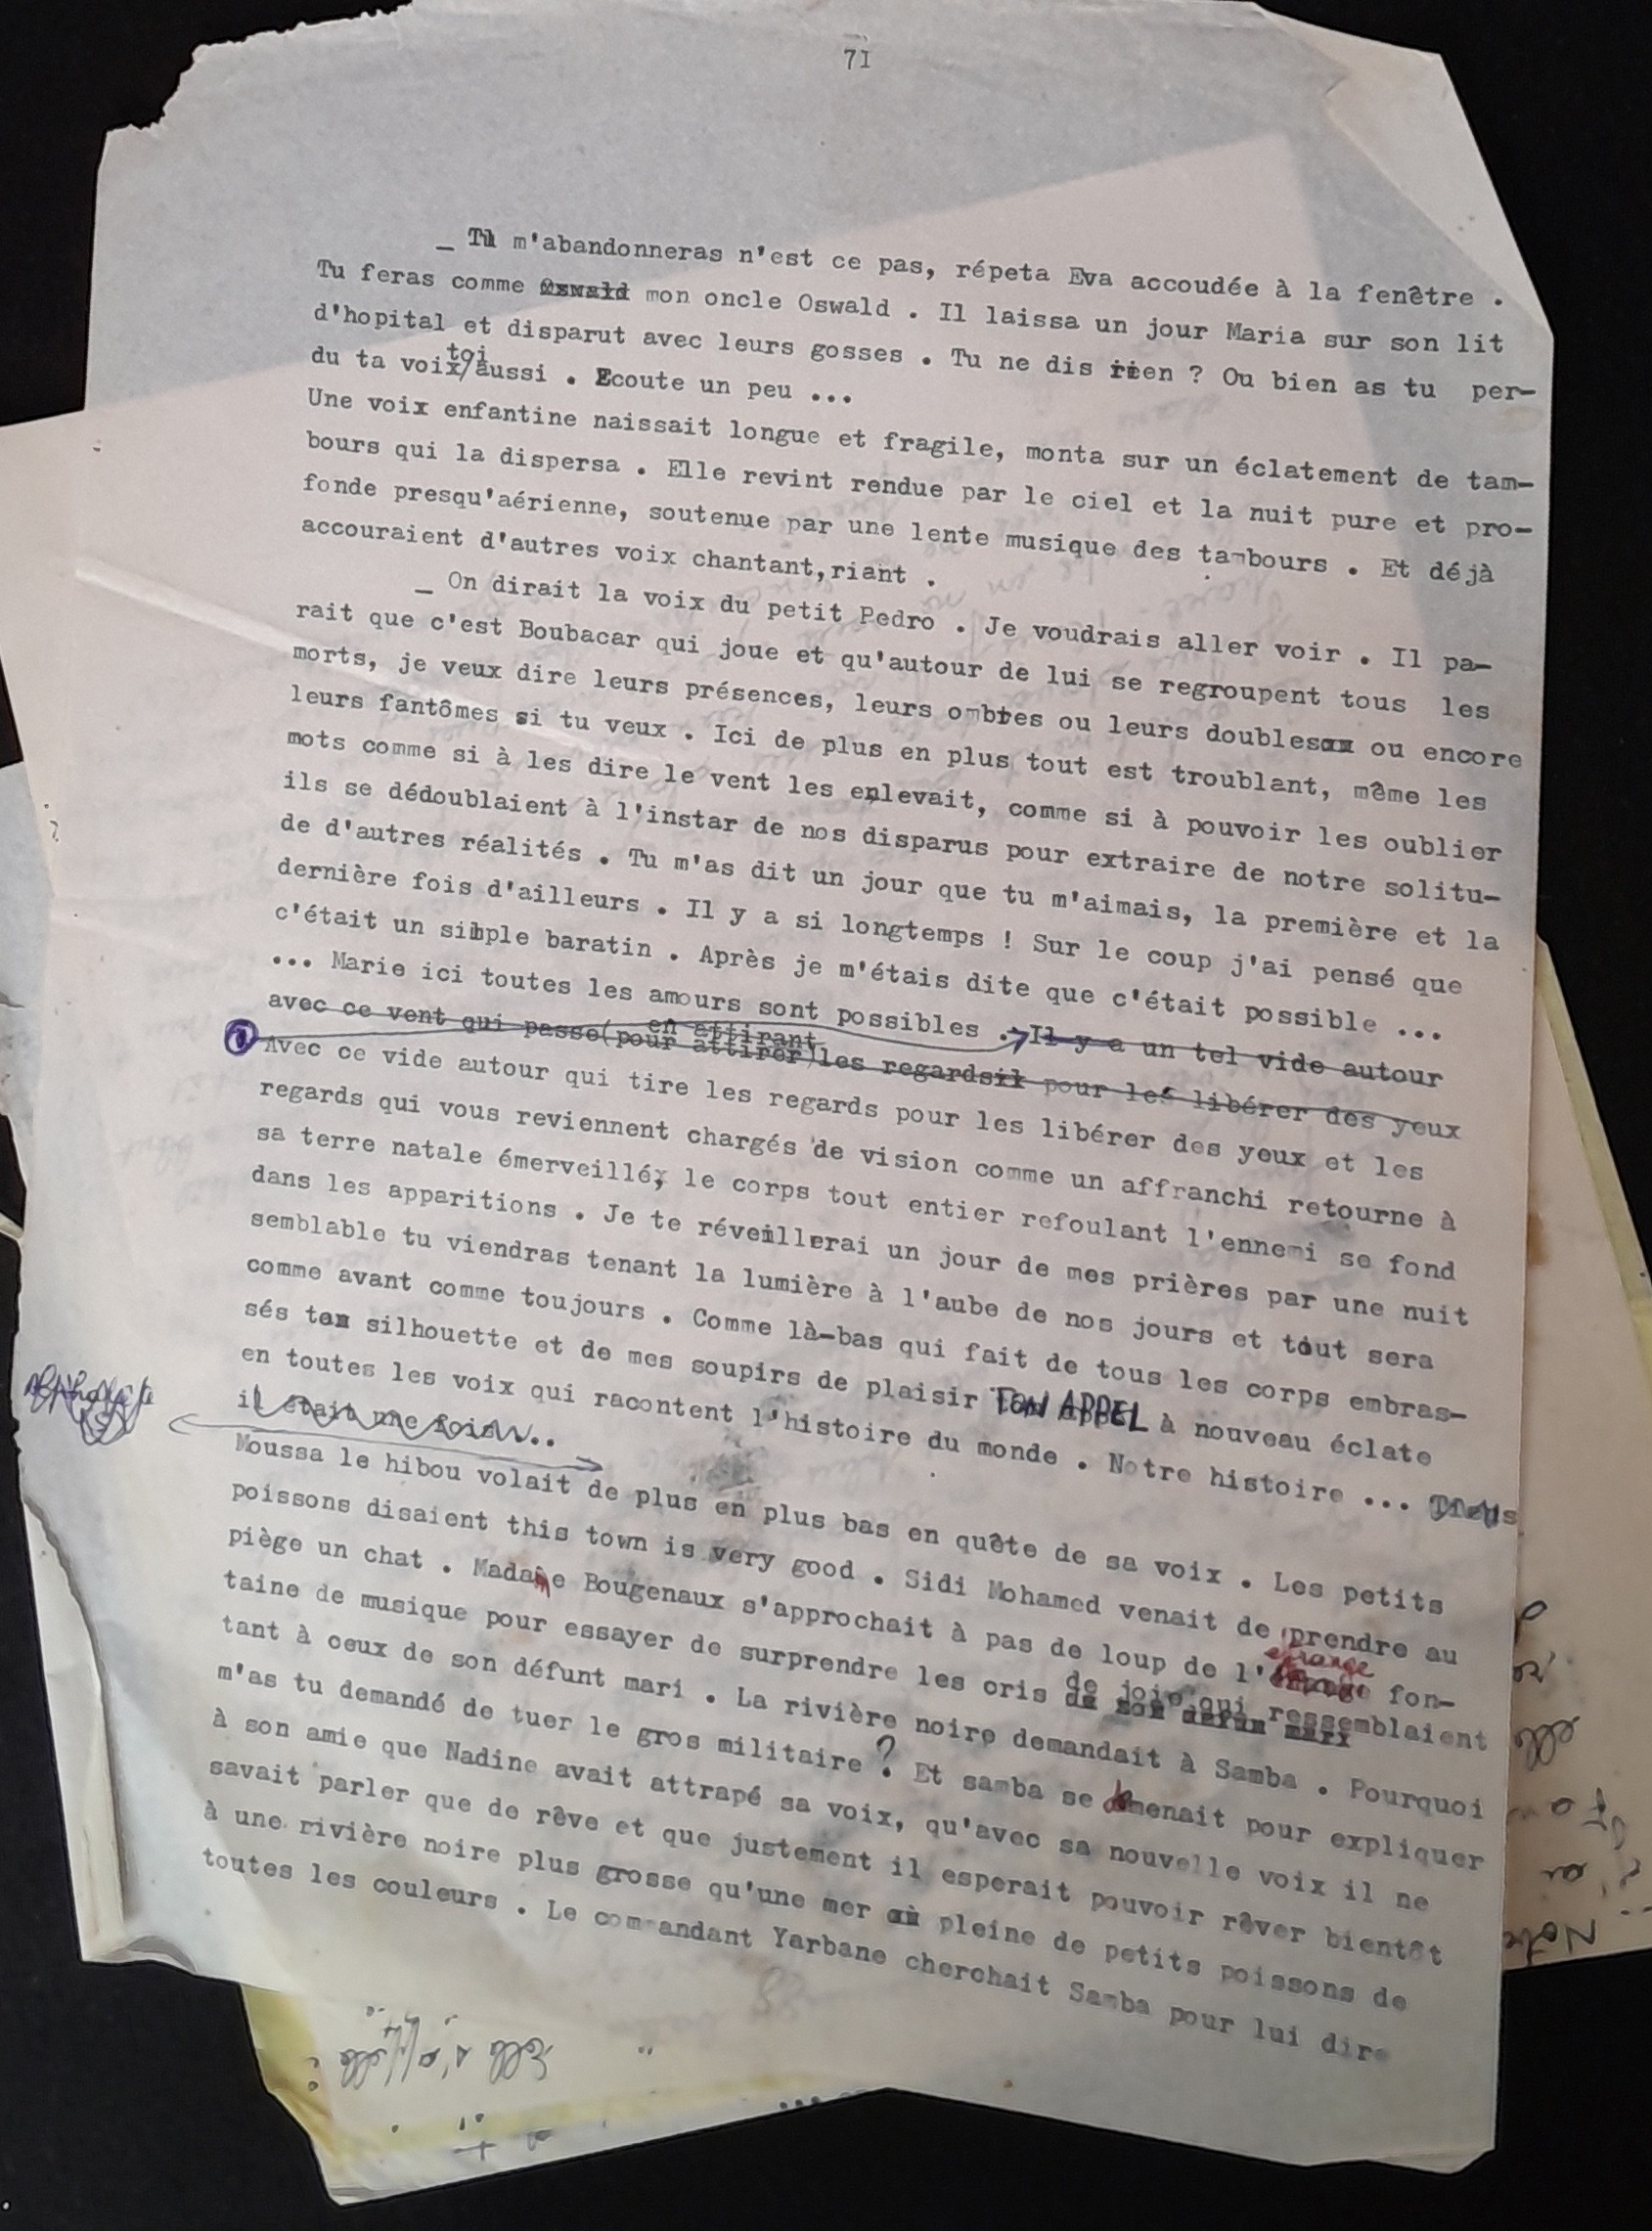 71
_ Tu m'abandonneras n'est ce pas, répeta Eva accoudée à la fenêtre .
Tu feras comme Oswald mon oncle Oswald . Il laissa un jour Maria sur son lit
d'hopital et disparut avec leurs gosses . Tu ne dis rien ? Ou bien as tu per-
du ta voix/toi aussi . Ecoute un peu ...
Une voix enfantine naissait longue et fragile, monta sur un éclatement de tam-
bours qui la dispersa . Elle revint rendue par le ciel et la nuit pure et pro-
fonde presqu'aérienne, soutenue par une lente musique des tambours . Et déjà
accouraient d'autres voix chantant,riant .
_ On dirait la voix du petit Pedro . Je voudrais aller voir . Il pa-
rait que c'est Boubacar qui joue et qu'autour de lui se regroupent tous les
morts, je veux dire leurs présences, leurs ombres ou leurs doubles ou encore
leurs fantômes si tu veux . Ici de plus en plus tout est troublant, même les
mots comme si à les dire le vent les enlevait, comme si à pouvoir les oublier
ils se dédoublaient à l'instar de nos disparus pour extraire de notre solitu-
de d'autres réalités . Tu m'as dit un jour que tu m'aimais, la première et la
dernière fois d'ailleurs . Il y a si longtemps ! Sur le coup j'ai pensé que
c'était un simple baratin . Après je m'étais dite que c'était possible ...
... Marie ici toutes les amours sont possibles . Il y a un tel vide autour
avec ce vent qui passe(pour attirer) en attirant les regards pour les libérer des yeux
Avec ce vide autour qui tire les regards pour les libérer des yeux et les
regards qui vous reviennent chargés de vision comme un affranchi retourne à
sa terre natale émerveillé, le corps tout entier refoulant l'ennemi se fond
dans les apparitions . Je te réveillerai un jour de mes prières par une nuit
semblable tu viendras tenant la lumière à l'aube de nos jours et tout sera
comme avant comme toujours . Comme là-bas qui fait de tous les corps embras-
sés ta silhouette et de mes soupirs de plaisir TON APPEL à nouveau éclate
en toutes les voix qui racontent l'histoire du monde . Notre histoire ...
il était une fois...
Moussa le hibou volait de plus en plus bas en quête de sa voix . Les petits
poissons disaient this town is very good . Sidi Mohamed venait de prendre au
piège un chat . Madame Bougenaux s'approchait à pas de loup de l'étrange fon-
taine de musique pour essayer de surprendre les cris de joie qui ressemblaient
tant à ceux de son défunt mari . La rivière noire demandait à Samba . Pourquoi
m'as tu demandé de tuer le gros militaire ? Et samba se démenait pour expliquer
à son amie que Nadine avait attrapé sa voix, qu'avec sa nouvelle voix il ne
savait parler que de rêve et que justement il esperait pouvoir rêver bientôt
à une rivière noire plus grosse qu'une mer pleine de petits poissons de
toutes les couleurs . Le commandant Yarbane cherchait Samba pour lui dire